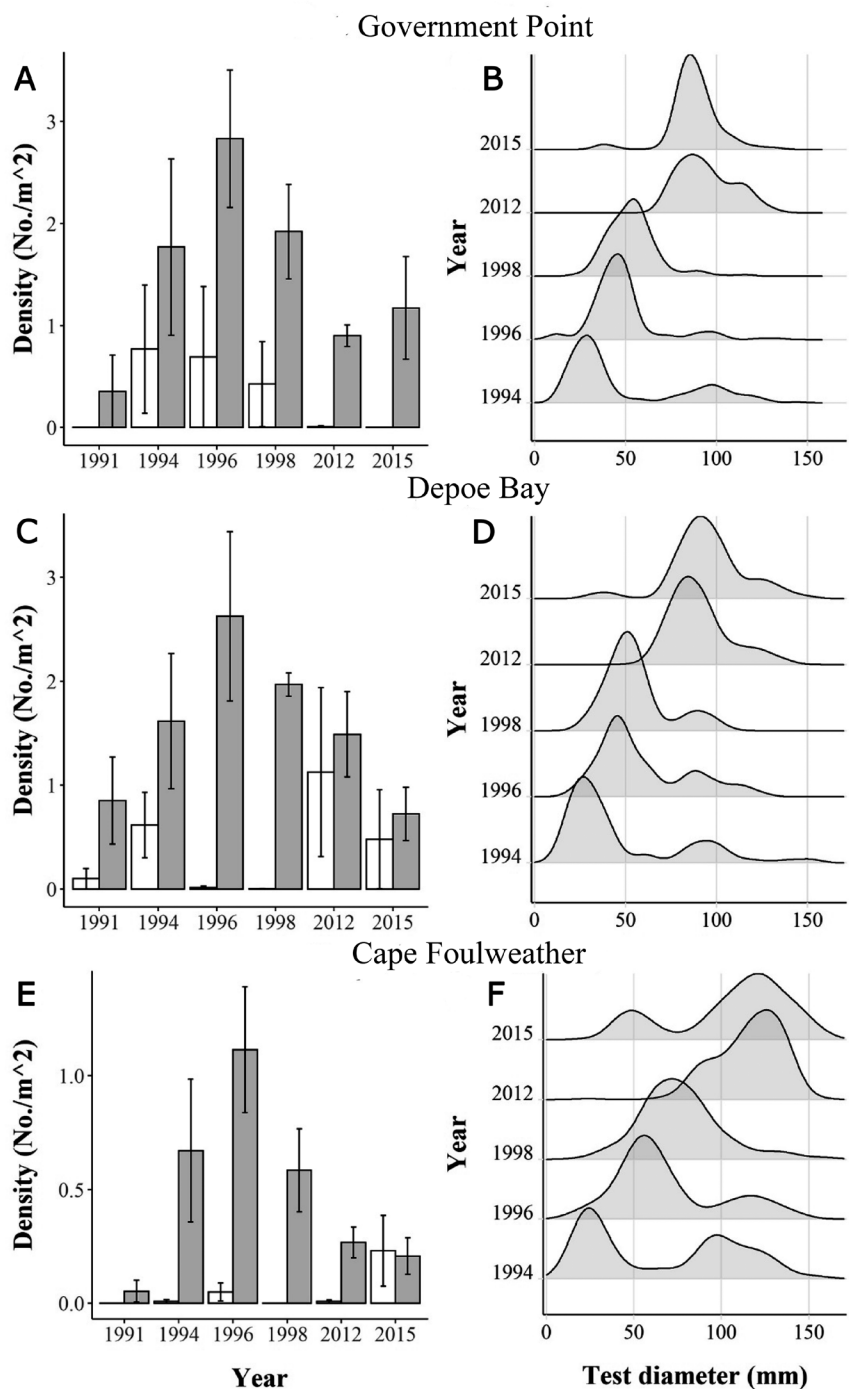 Government Point
A
B
Density (No./m^2)
3
2
1
0
1991 1994 1996 1998 2012 2015
Year
2015
2012
1998
1996
1994
0 50 100 150
Depoe Bay
C
D
Density (No./m^2)
3
2
1
0
1991 1994 1996 1998 2012 2015
Year
2015
2012
1998
1996
1994
0 50 100 150
Cape Foulweather
E
F
Density (No./m^2)
1.0
0.5
0.0
1991 1994 1996 1998 2012 2015
Year
Year
2015
2012
1998
1996
1994
0 50 100 150
Test diameter (mm)